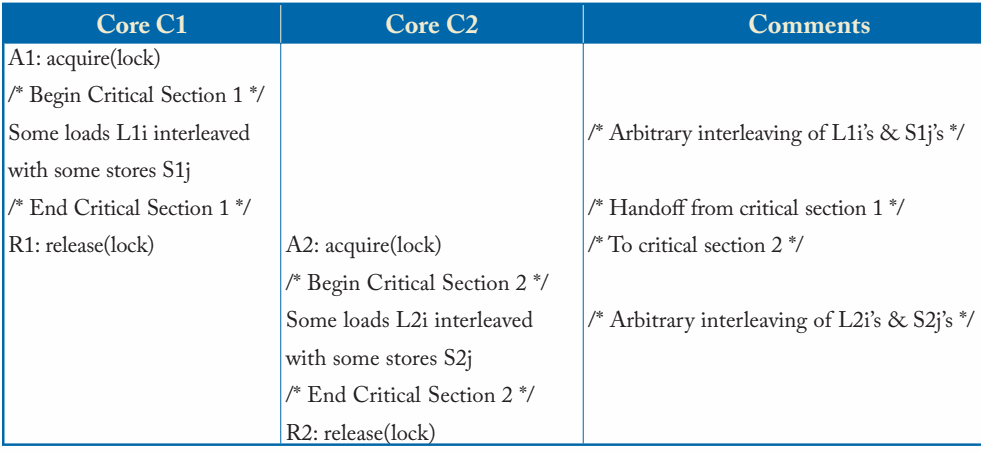 Core C1 Core C2 Comments
A1: acquire(lock)
/* Begin Critical Section 1 */
Some loads L1i interleaved /* Arbitrary interleaving of L1i’s & S1j’s */
with some stores S1j
/* End Critical Section 1 */ /* Handoff from critical section 1 */
R1: release(lock) A2: acquire(lock) /* To critical section 2 */
/* Begin Critical Section 2 */
Some loads L2i interleaved /* Arbitrary interleaving of L2i’s & S2j’s */
with some stores S2j
/* End Critical Section 2 */
R2: release(lock)